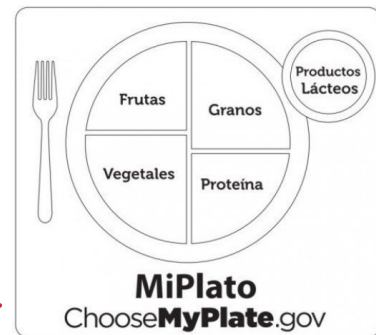 Frutas
Granos
Productos
Lácteos
Vegetales
Proteína
MiPlato
ChooseMyPlate.gov